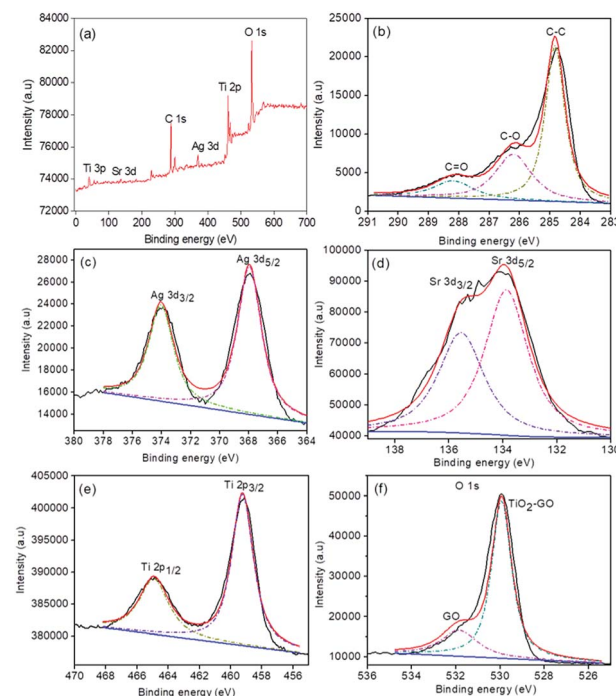 (a)
84000
82000
80000
78000
76000
74000
72000
Intensity (a.u)
O 1s
Ti 2p
C 1s
Ag 3d
Ti 3p
Sr 3d
0 100 200 300 400 500 600 700
Binding energy (eV)
(b)
25000
20000
15000
10000
5000
0
Intensity (a.u)
C-C
C-O
C=O
291 290 289 288 287 286 285 284 283
Binding energy (eV)
(c)
28000
26000
24000
22000
20000
18000
16000
14000
Intensity (a.u)
Ag 3d5/2
Ag 3d3/2
380 378 376 374 372 370 368 366 364
Binding energy (eV)
(d)
100000
90000
80000
70000
60000
50000
40000
Intensity (a.u)
Sr 3d5/2
Sr 3d3/2
138 136 134 132 130
Binding energy (eV)
(e)
405000
400000
395000
390000
385000
380000
Intensity (a.u)
Ti 2p3/2
Ti 2p1/2
470 468 466 464 462 460 458 456
Binding energy (eV)
(f)
50000
40000
30000
20000
10000
Intensity (a.u)
O 1s
TiO2-GO
GO
536 534 532 530 528 526
Binding energy (eV)